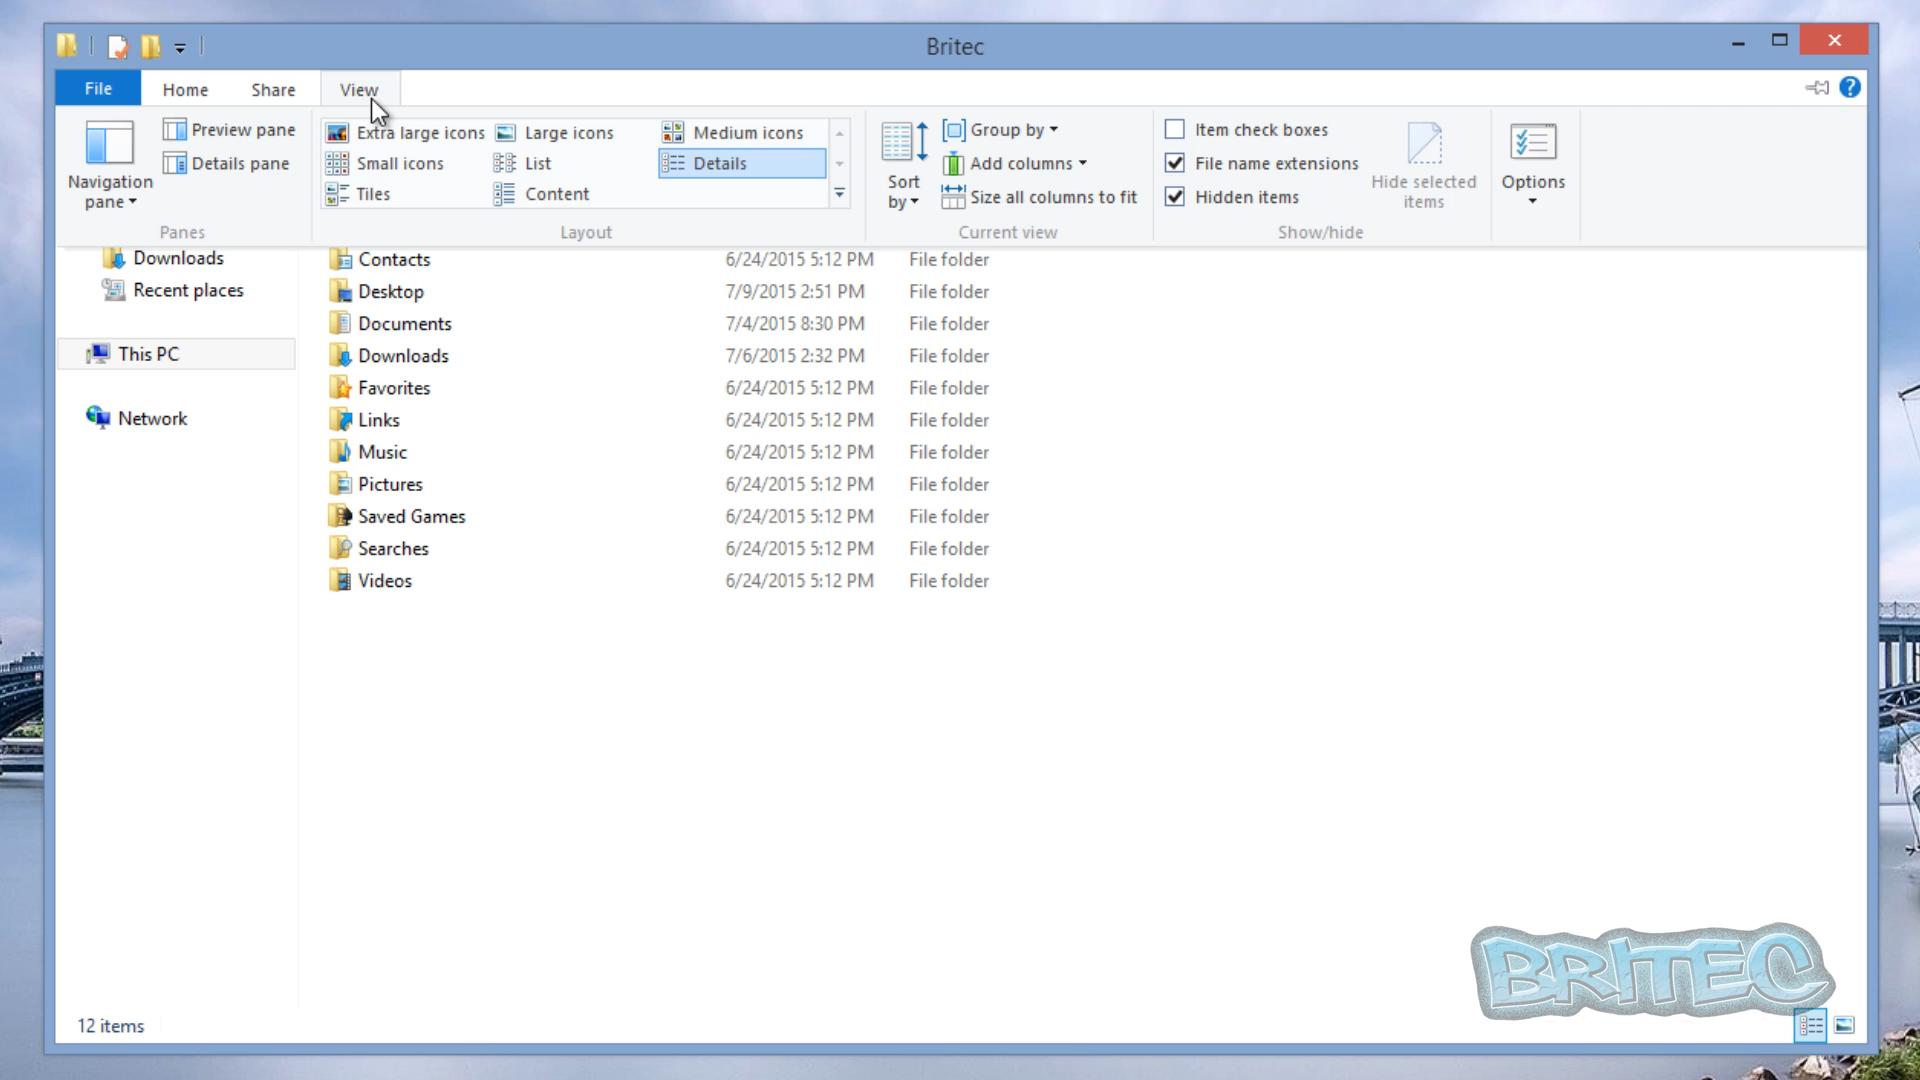 Britec
File Home Share View
Navigation pane
Preview pane
Details pane
Panes
Extra large icons Large icons Medium icons
Small icons List Details
Tiles Content
Layout
Sort by
Group by
Add columns
Size all columns to fit
Current view
Item check boxes
File name extensions
Hidden items
Hide selected items
Show/hide
Options
Downloads
Recent places
This PC
Network
Contacts 6/24/2015 5:12 PM File folder
Desktop 7/9/2015 2:51 PM File folder
Documents 7/4/2015 8:30 PM File folder
Downloads 7/6/2015 2:32 PM File folder
Favorites 6/24/2015 5:12 PM File folder
Links 6/24/2015 5:12 PM File folder
Music 6/24/2015 5:12 PM File folder
Pictures 6/24/2015 5:12 PM File folder
Saved Games 6/24/2015 5:12 PM File folder
Searches 6/24/2015 5:12 PM File folder
Videos 6/24/2015 5:12 PM File folder
BRITEC
12 items